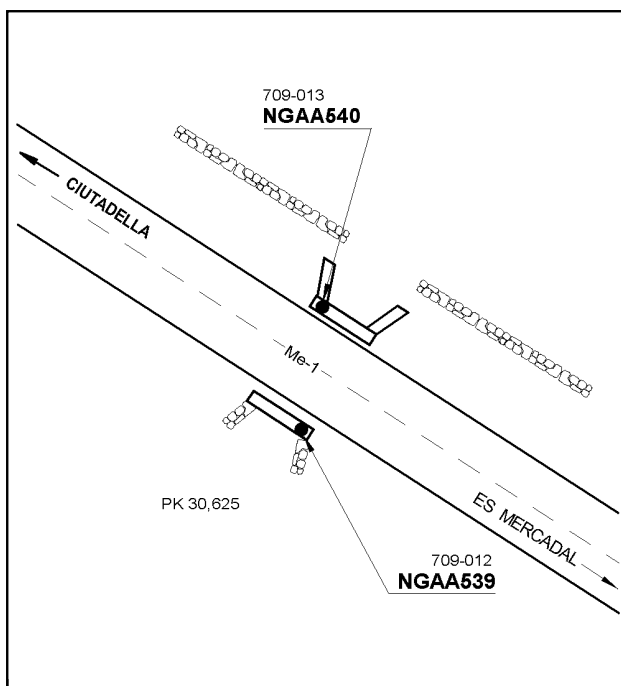 709-013
NGAA540
CIUTADELLA
Me-1
PK 30,625
ES MERCADAL
709-012
NGAA539